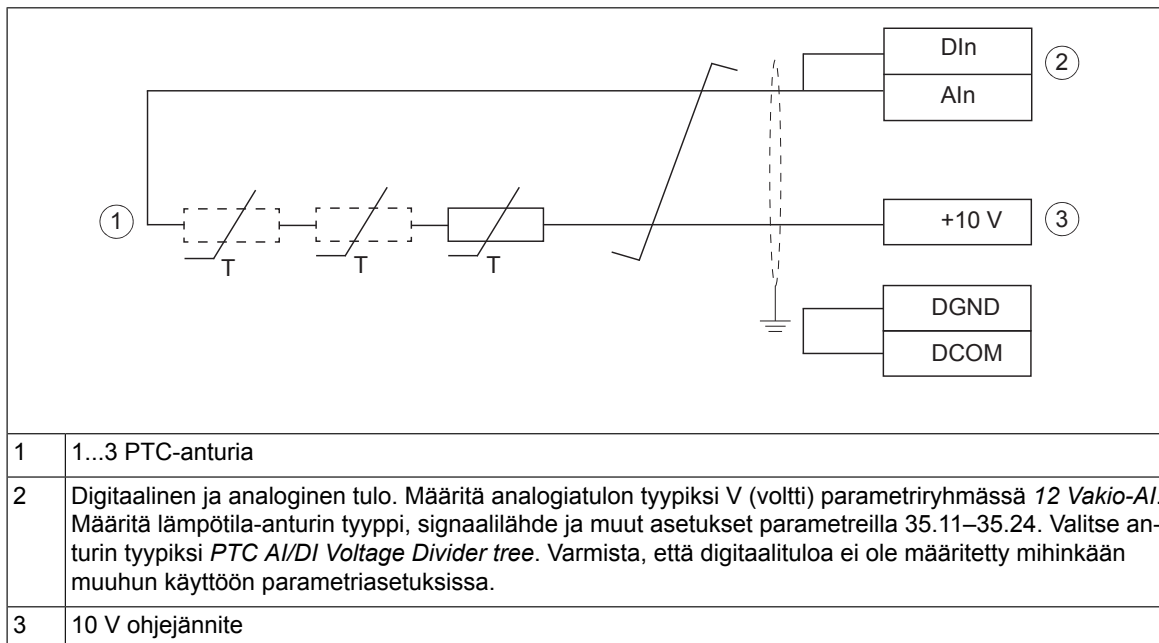 DIn
2
AIn
1
T
T
T
+10 V
3
DGND
DCOM
1 1...3 PTC-anturia
2 Digitaalinen ja analoginen tulo. Määritä analogiatulon tyypiksi V (voltti) parametriryhmässä 12 Vakio-AI.
Määritä lämpötila-anturin tyyppi, signaalilähde ja muut asetukset parametreilla 35.11–35.24. Valitse an-
turin tyypiksi PTC AI/DI Voltage Divider tree. Varmista, että digitaalituloa ei ole määritetty mihinkään
muuhun käyttöön parametriasetuksissa.
3 10 V ohjejännite